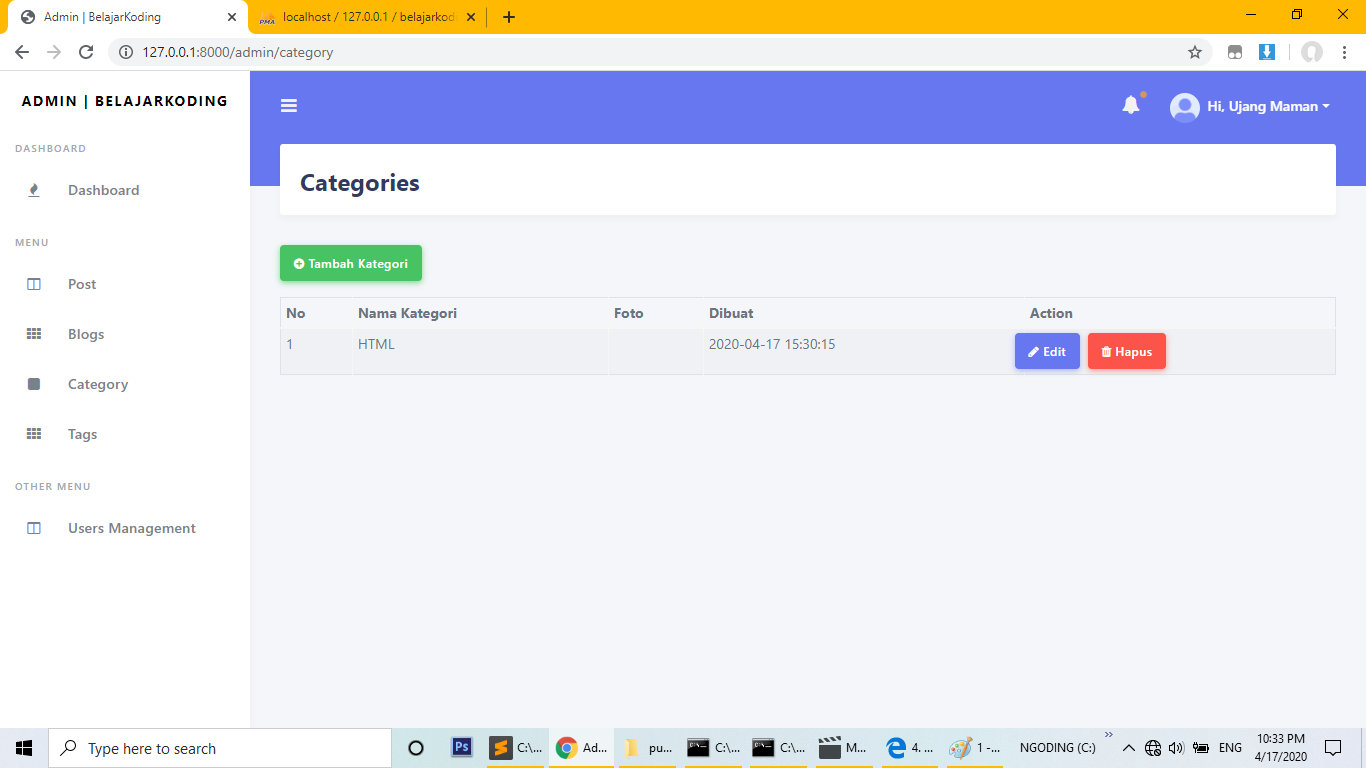 Admin | BelajarKoding
PMA localhost / 127.0.0.1 / belajarkodi
127.0.0.1:8000/admin/category
ADMIN | BELAJARKODING
Hi, Ujang Maman
DASHBOARD
Dashboard
MENU
Post
Blogs
Category
Tags
OTHER MENU
Users Management
Categories
Tambah Kategori
No Nama Kategori Foto Dibuat Action
1 HTML 2020-04-17 15:30:15 Edit Hapus
Type here to search
Ps
C:\...
Ad...
pu...
C:\...
C:\...
M...
4. ...
1 -...
NGODING (C:)
ENG
10:33 PM
4/17/2020